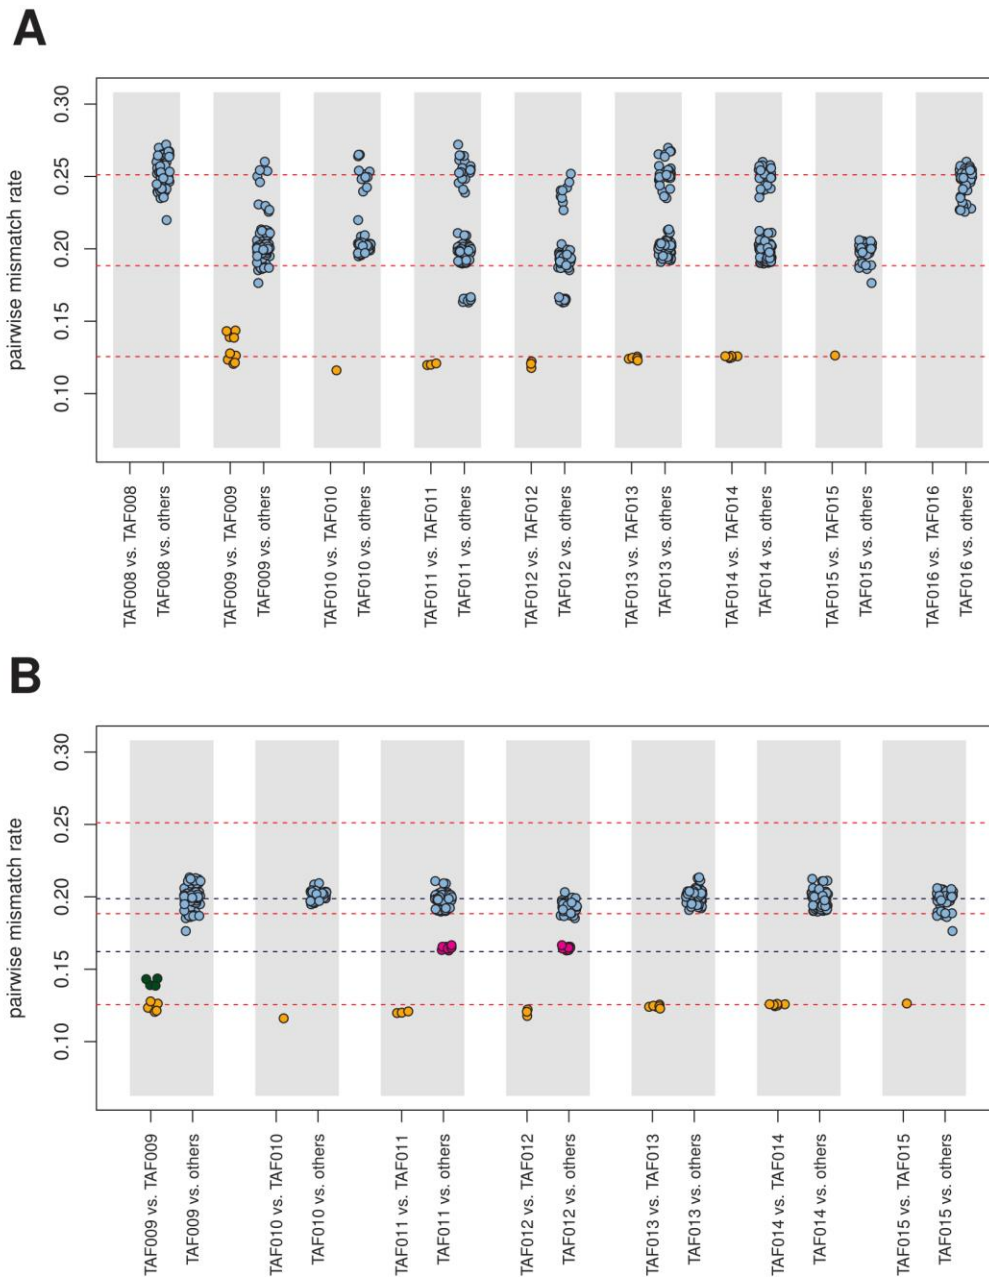 A
pairwise mismatch rate
0.30
0.25
0.20
0.15
0.10
TAF008 vs. TAF008
TAF008 vs. others
TAF009 vs. TAF009
TAF009 vs. others
TAF010 vs. TAF010
TAF010 vs. others
TAF011 vs. TAF011
TAF011 vs. others
TAF012 vs. TAF012
TAF012 vs. others
TAF013 vs. TAF013
TAF013 vs. others
TAF014 vs. TAF014
TAF014 vs. others
TAF015 vs. TAF015
TAF015 vs. others
TAF016 vs. TAF016
TAF016 vs. others
B
pairwise mismatch rate
0.30
0.25
0.20
0.15
0.10
TAF009 vs. TAF009
TAF009 vs. others
TAF010 vs. TAF010
TAF010 vs. others
TAF011 vs. TAF011
TAF011 vs. others
TAF012 vs. TAF012
TAF012 vs. others
TAF013 vs. TAF013
TAF013 vs. others
TAF014 vs. TAF014
TAF014 vs. others
TAF015 vs. TAF015
TAF015 vs. others